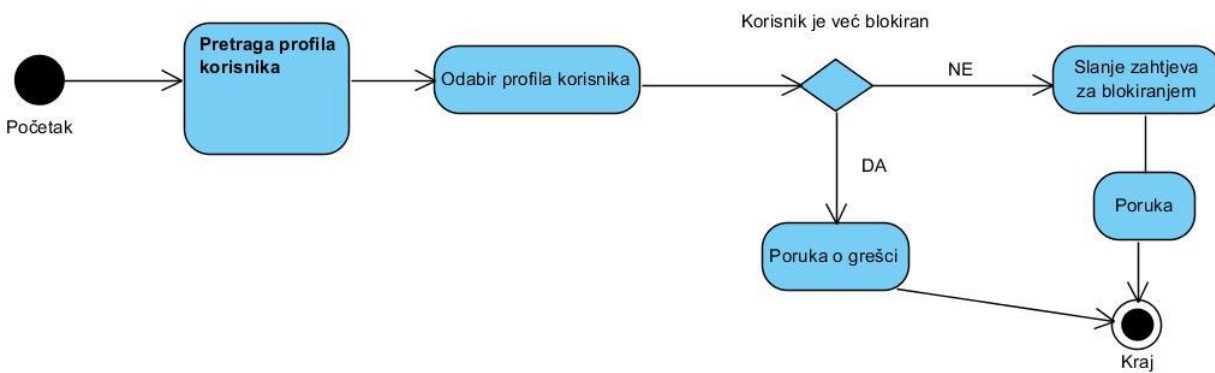 Početak
Pretraga profila
korisnika
Odabir profila korisnika
Korisnik je već blokiran
NE
DA
Slanje zahtjeva
za blokiranjem
Poruka o grešci
Poruka
Kraj